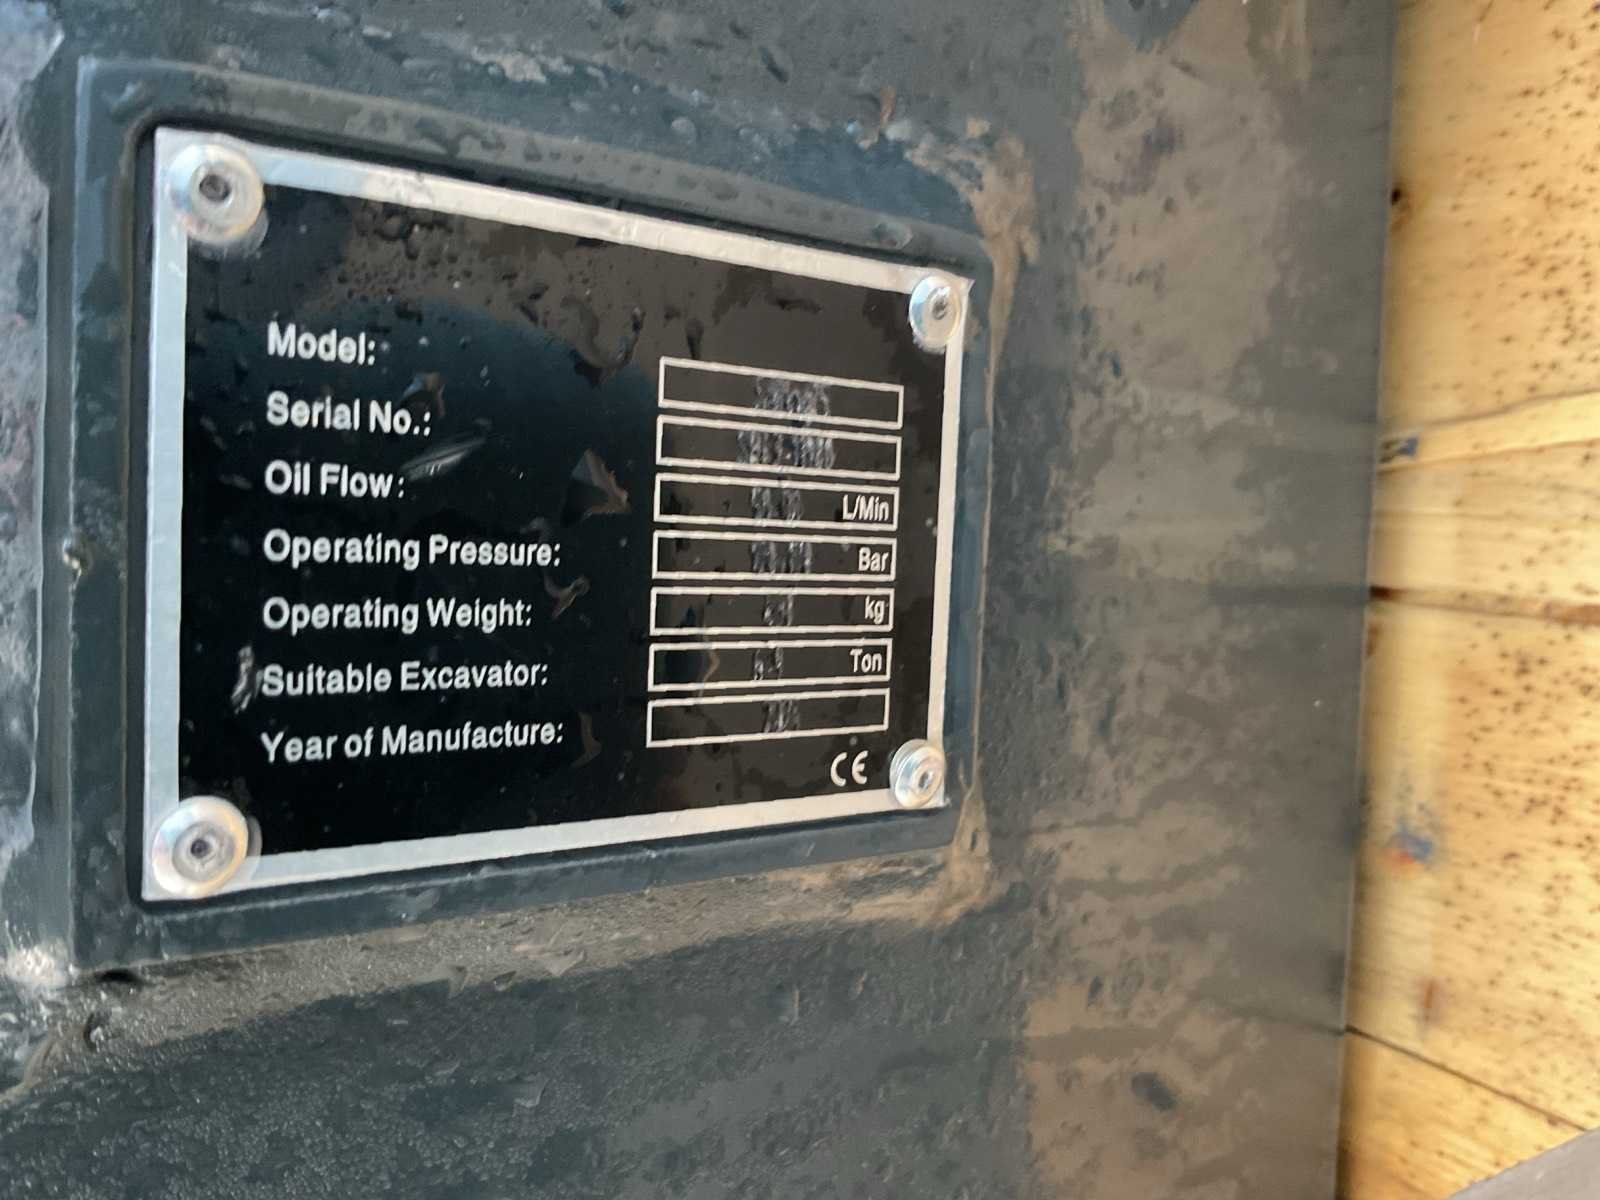 Model:
Serial No.:
Oil Flow: L/Min
Operating Pressure: Bar
Operating Weight: kg
Suitable Excavator: Ton
Year of Manufacture:
CE